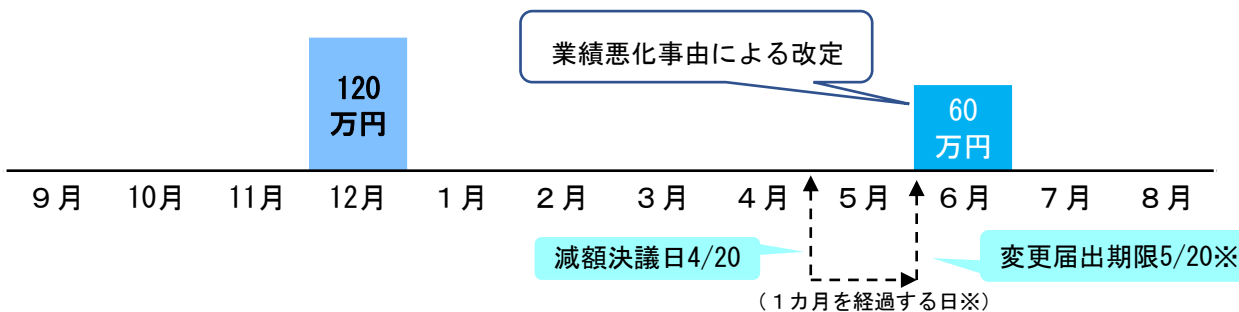 業績悪化事由による改定
120
万円
60
万円
９月 10月 11月 12月 １月 ２月 ３月 ４月 ５月 ６月 ７月 ８月
減額決議日4/20
変更届出期限5/20※
（１カ月を経過する日※）